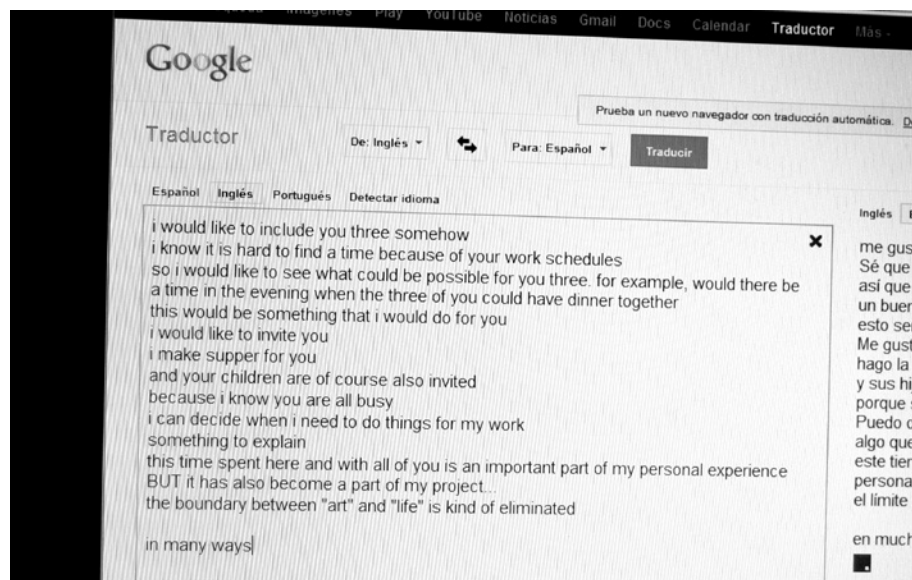 Imágenes Play YouTube Noticias Gmail Docs Calendar Traductor Más
Google
Prueba un nuevo navegador con traducción automática.
Traductor
De: Inglés Para: Español Traducir
Español Inglés Portugués Detectar idioma
Inglés
i would like to include you three somehow
i know it is hard to find a time because of your work schedules
so i would like to see what could be possible for you three. for example, would there be
a time in the evening when the three of you could have dinner together
this would be something that i would do for you
i would like to invite you
i make supper for you
and your children are of course also invited
because i know you are all busy
i can decide when i need to do things for my work
something to explain
this time spent here and with all of you is an important part of my personal experience
BUT it has also become a part of my project...
the boundary between "art" and "life" is kind of eliminated
in many ways
me gus
Sé que
así que
un buen
esto se
Me gust
hago la
y sus hi
porque
Puedo
algo que
este tie
persona
el límite
en much